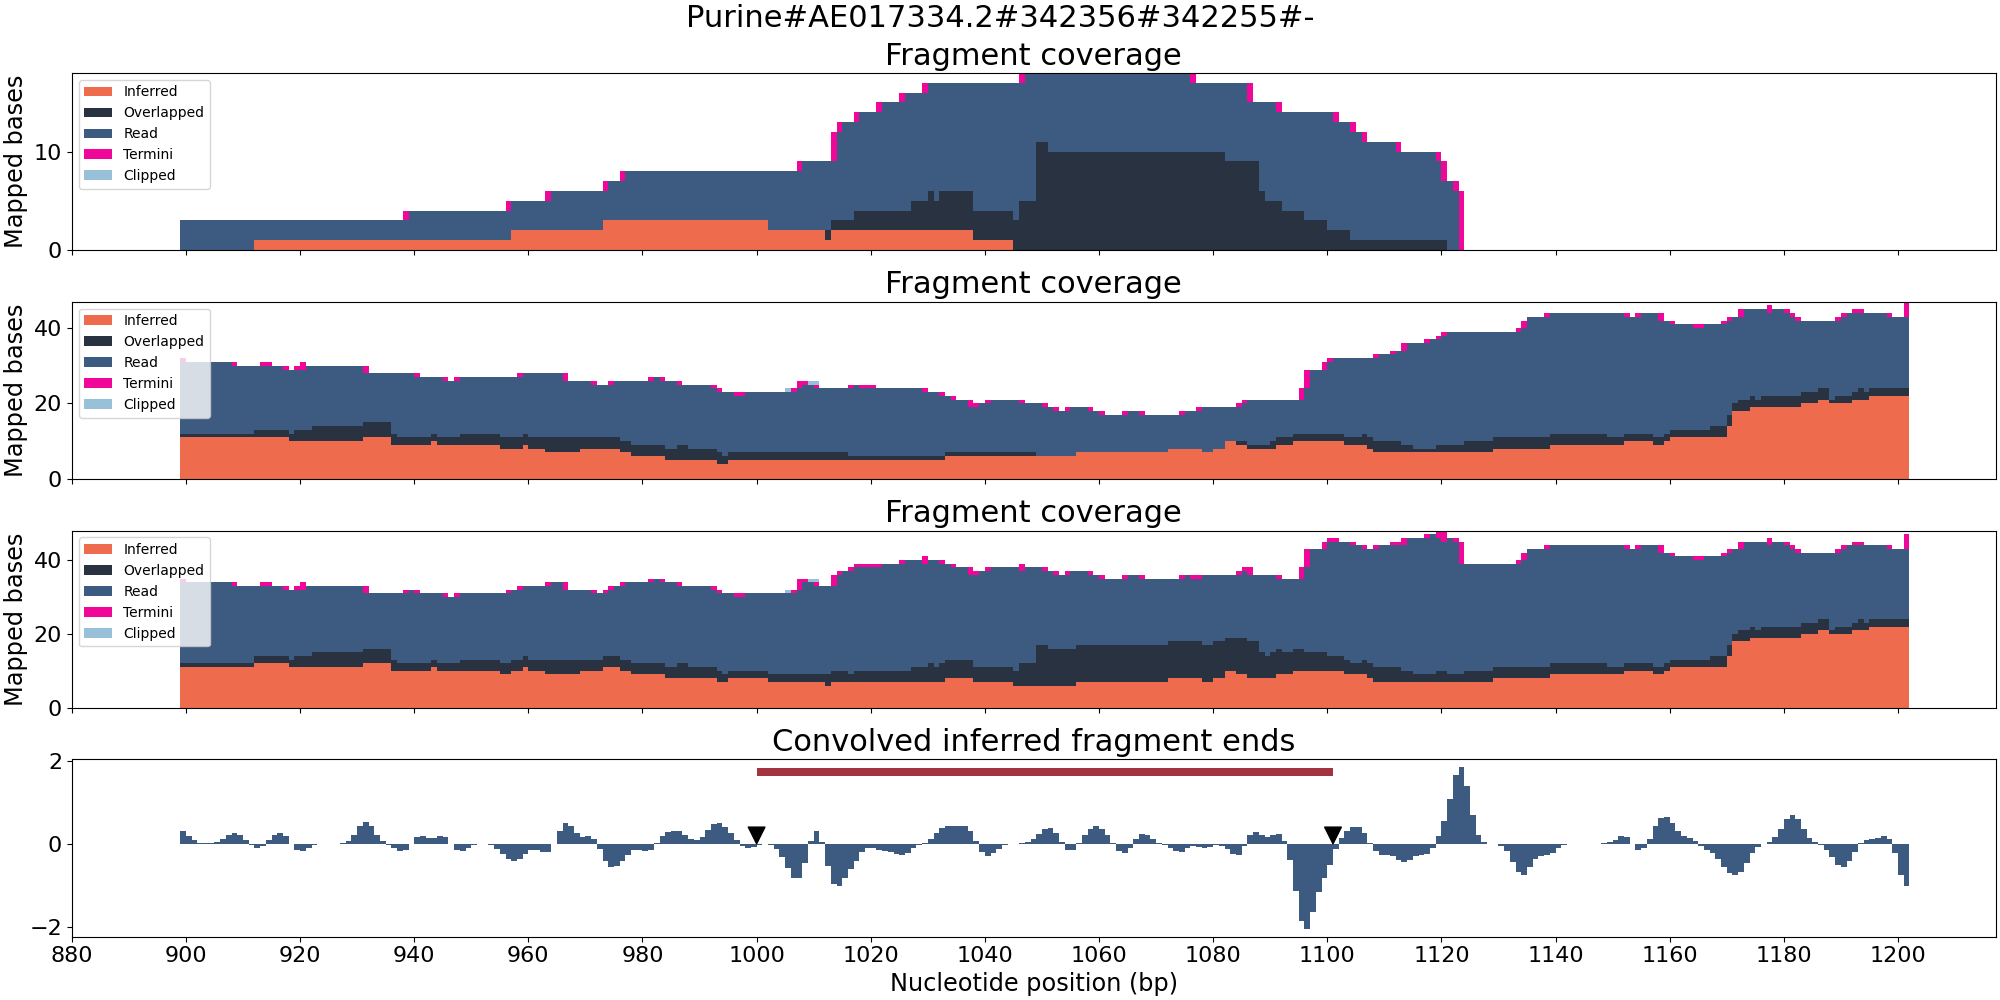 Purine#AE017334.2#342356#342255#-
Fragment coverage
Mapped bases
10
0
Inferred
Overlapped
Read
Termini
Clipped
Fragment coverage
Mapped bases
40
20
0
Inferred
Overlapped
Read
Termini
Clipped
Fragment coverage
Mapped bases
40
20
0
Inferred
Overlapped
Read
Termini
Clipped
Convolved inferred fragment ends
2
0
−2
880 900 920 940 960 980 1000 1020 1040 1060 1080 1100 1120 1140 1160 1180 1200
Nucleotide position (bp)